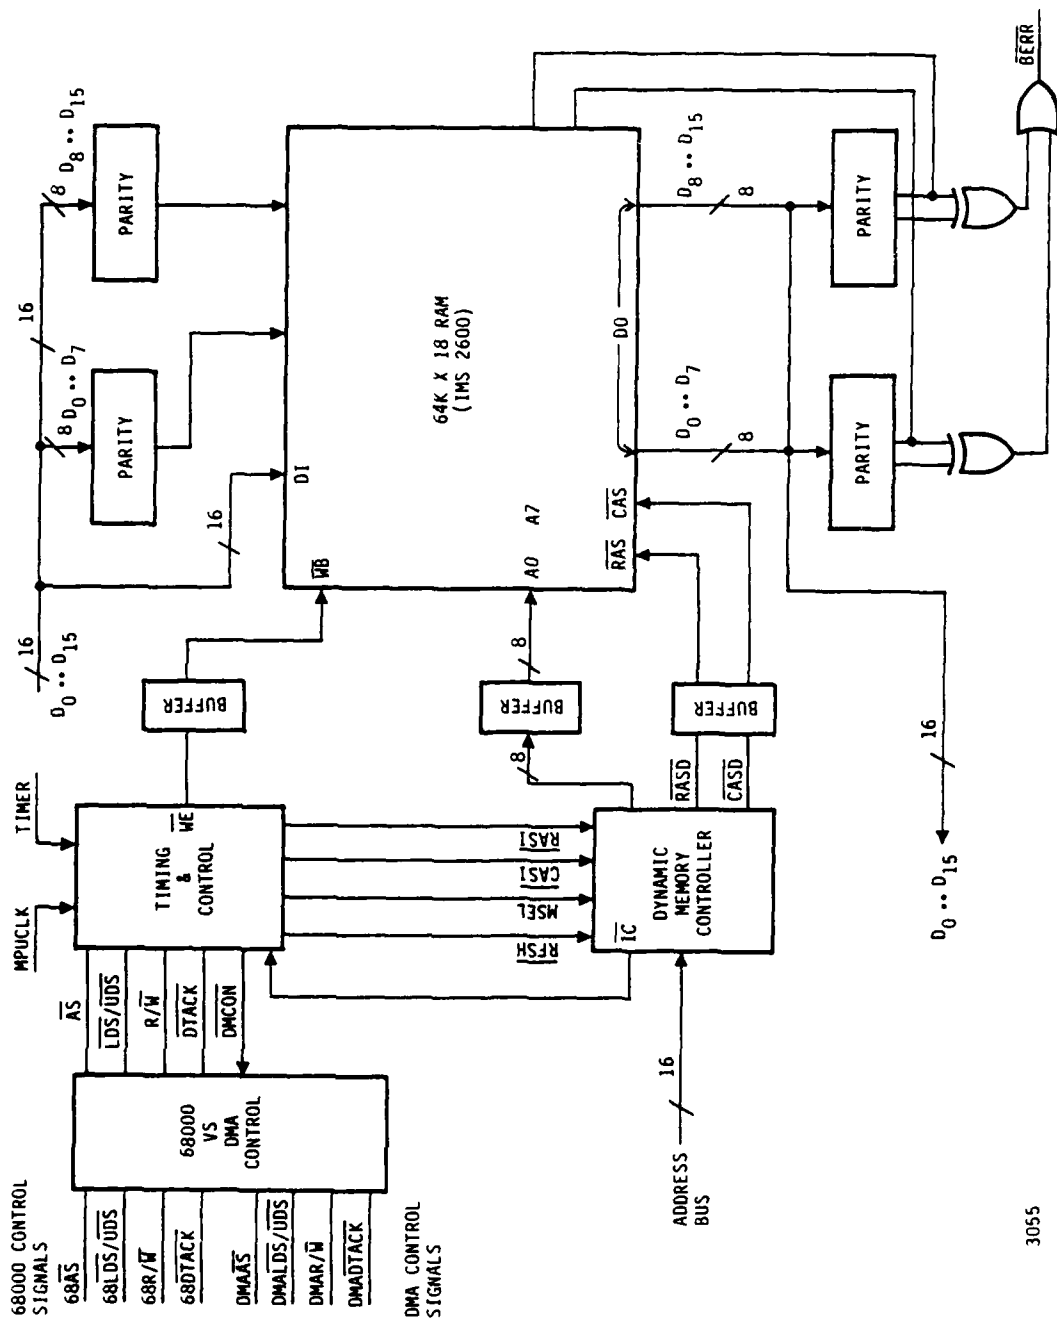 68000 CONTROL
SIGNALS
68AS
68LDS/UDS
68R/W
68DTACK
DMAAS
DMALDS/UDS
DMAR/W
DMADTACK
DMA CONTROL
SIGNALS
68000
VS
DMA
CONTROL
AS
LDS/UDS
R/W
DTACK
DMCON
MPUCLK
TIMER
TIMING
&
CONTROL
WE
RFSH
MSEL
CASI
RASI
ADDRESS
BUS
16
IC
DYNAMIC
MEMORY
CONTROLLER
RASD
CASD
8
BUFFER
BUFFER
BUFFER
8
D0 •• D15
16
16
16
8
D0 •• D7
8
D8 •• D15
PARITY
PARITY
WB
DI
A0 A7
RAS
CAS
64K X 18 RAM
(IMS 2600)
DO
D0 •• D7
8
D8 •• D15
8
PARITY
PARITY
BERR
16
D0 •• D15
3055